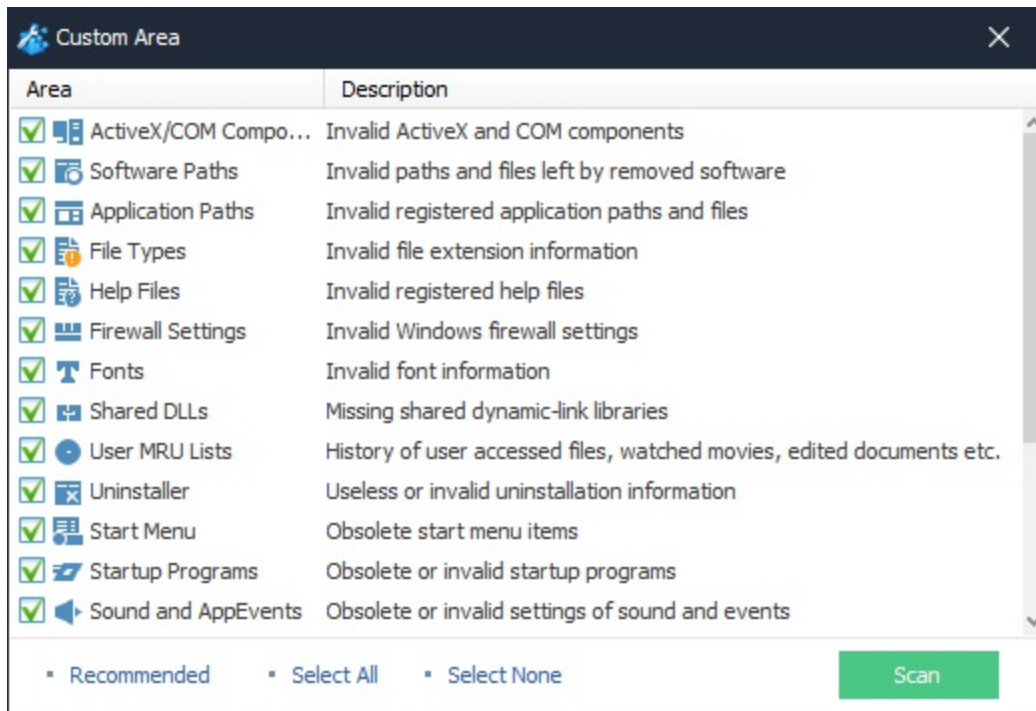 Custom Area
Area Description
ActiveX/COM Compo... Invalid ActiveX and COM components
Software Paths Invalid paths and files left by removed software
Application Paths Invalid registered application paths and files
File Types Invalid file extension information
Help Files Invalid registered help files
Firewall Settings Invalid Windows firewall settings
Fonts Invalid font information
Shared DLLs Missing shared dynamic-link libraries
User MRU Lists History of user accessed files, watched movies, edited documents etc.
Uninstaller Useless or invalid uninstallation information
Start Menu Obsolete start menu items
Startup Programs Obsolete or invalid startup programs
Sound and AppEvents Obsolete or invalid settings of sound and events
Recommended Select All Select None Scan